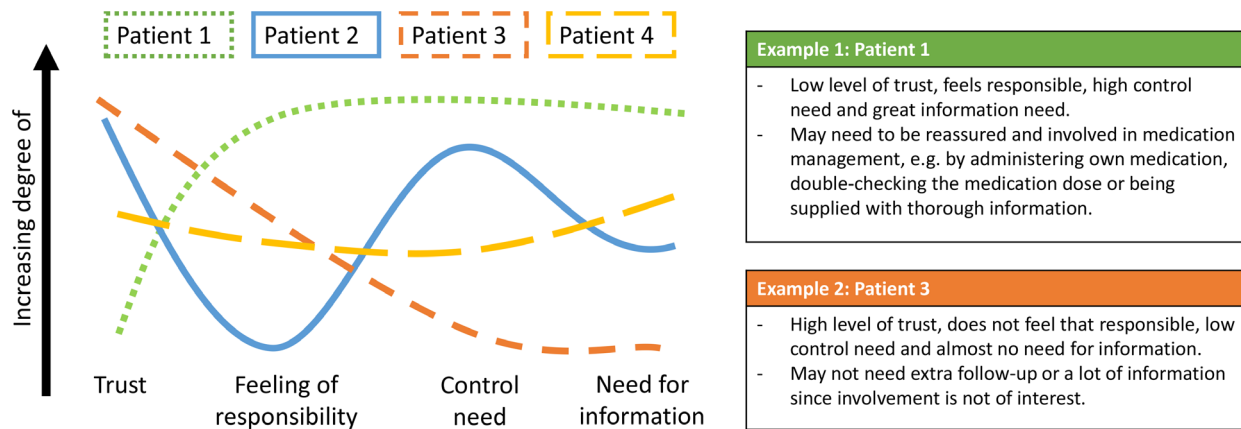 Patient 1
Patient 2
Patient 3
Patient 4
Increasing degree of
Trust
Feeling of
responsibility
Control
need
Need for
information
Example 1: Patient 1
- Low level of trust, feels responsible, high control
need and great information need.
- May need to be reassured and involved in medication
management, e.g. by administering own medication,
double-checking the medication dose or being
supplied with thorough information.
Example 2: Patient 3
- High level of trust, does not feel that responsible, low
control need and almost no need for information.
- May not need extra follow-up or a lot of information
since involvement is not of interest.